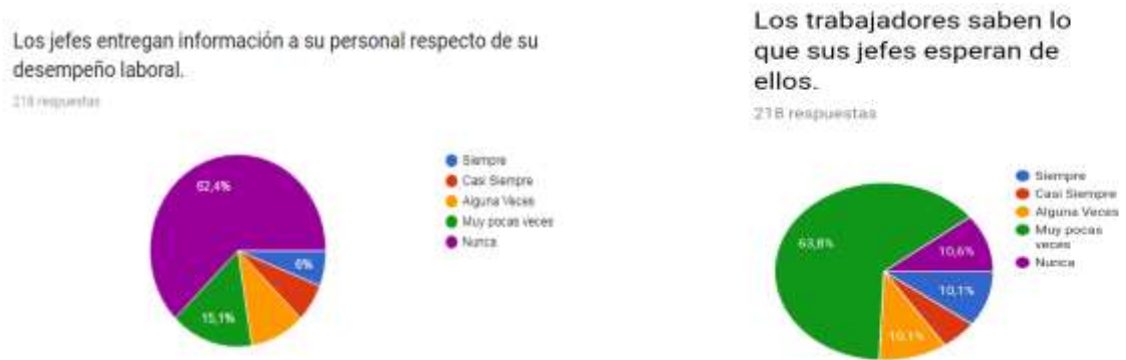 Los jefes entregan información a su personal respecto de su
desempeño laboral.
218 respuestas
62,4%
6%
15,1%
Siempre
Casi Siempre
Alguna Veces
Muy pocas veces
Nunca
Los trabajadores saben lo
que sus jefes esperan de
ellos.
218 respuestas
63,8%
10,6%
10,1%
10,1%
Siempre
Casi Siempre
Alguna Veces
Muy pocas
veces
Nunca